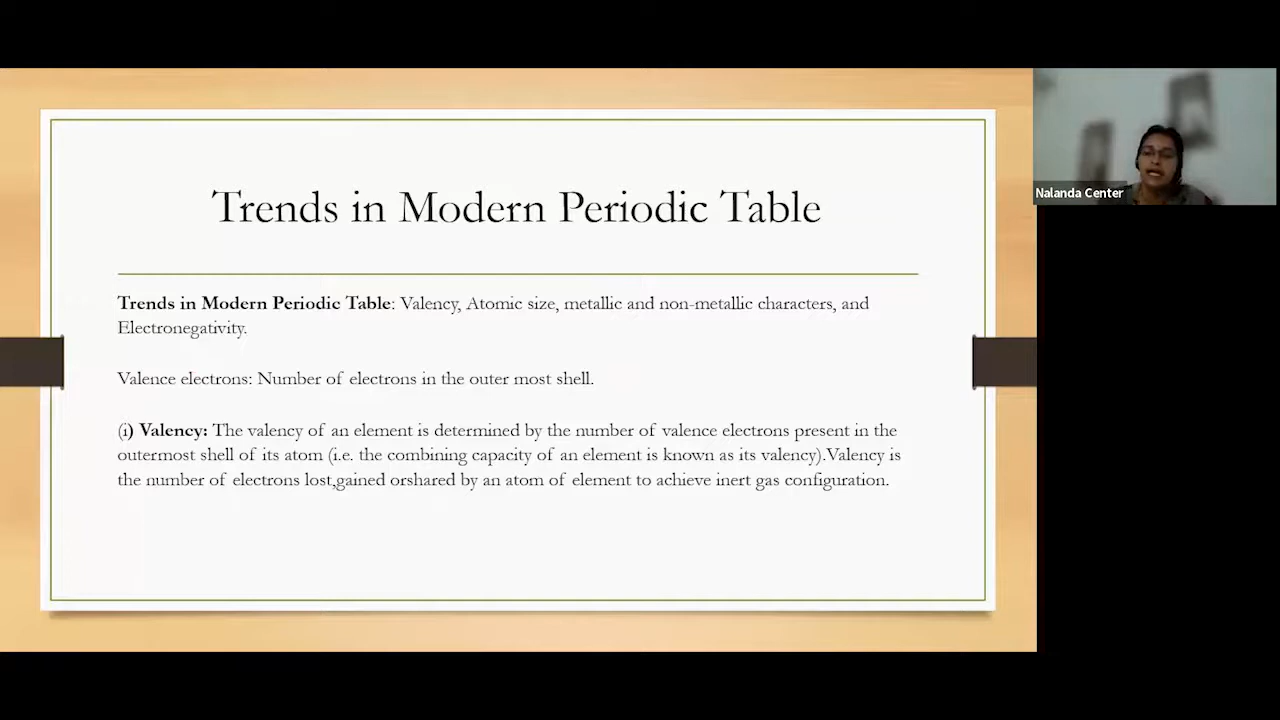 Trends in Modern Periodic Table
Trends in Modern Periodic Table: Valency, Atomic size, metallic and non-metallic characters, and
Electronegativity.
Valence electrons: Number of electrons in the outer most shell.
(i) Valency: The valency of an element is determined by the number of valence electrons present in the
outermost shell of its atom (i.e. the combining capacity of an element is known as its valency).Valency is
the number of electrons lost,gained orshared by an atom of element to achieve inert gas configuration.
Nalanda Center